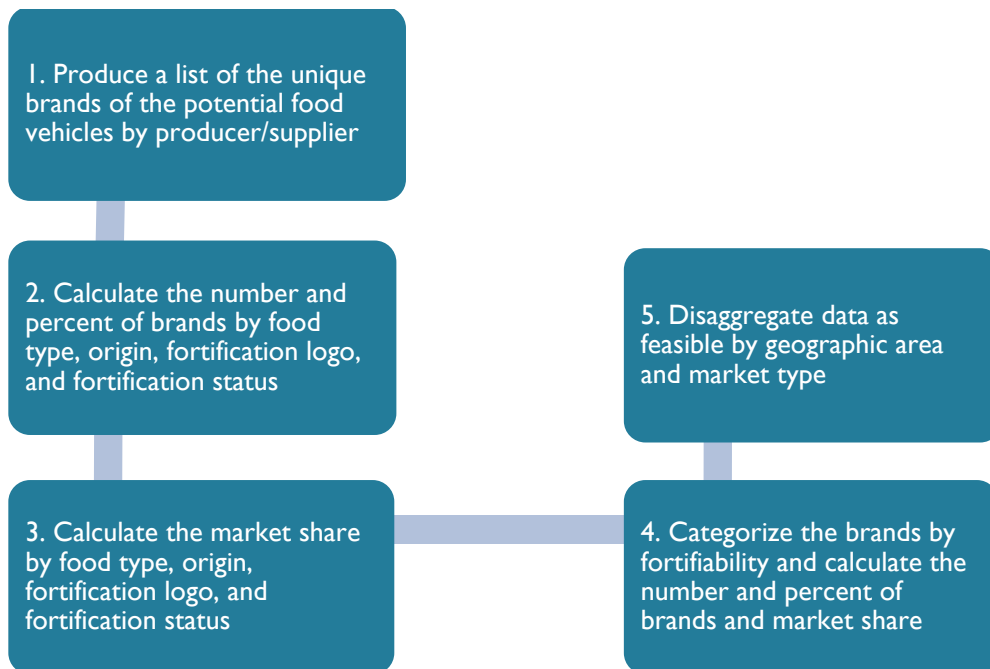 1. Produce a list of the unique
brands of the potential food
vehicles by producer/supplier
2. Calculate the number and
percent of brands by food
type, origin, fortification logo,
and fortification status
3. Calculate the market share
by food type, origin,
fortification logo, and
fortification status
4. Categorize the brands by
fortifiability and calculate the
number and percent of
brands and market share
5. Disaggregate data as
feasible by geographic area
and market type